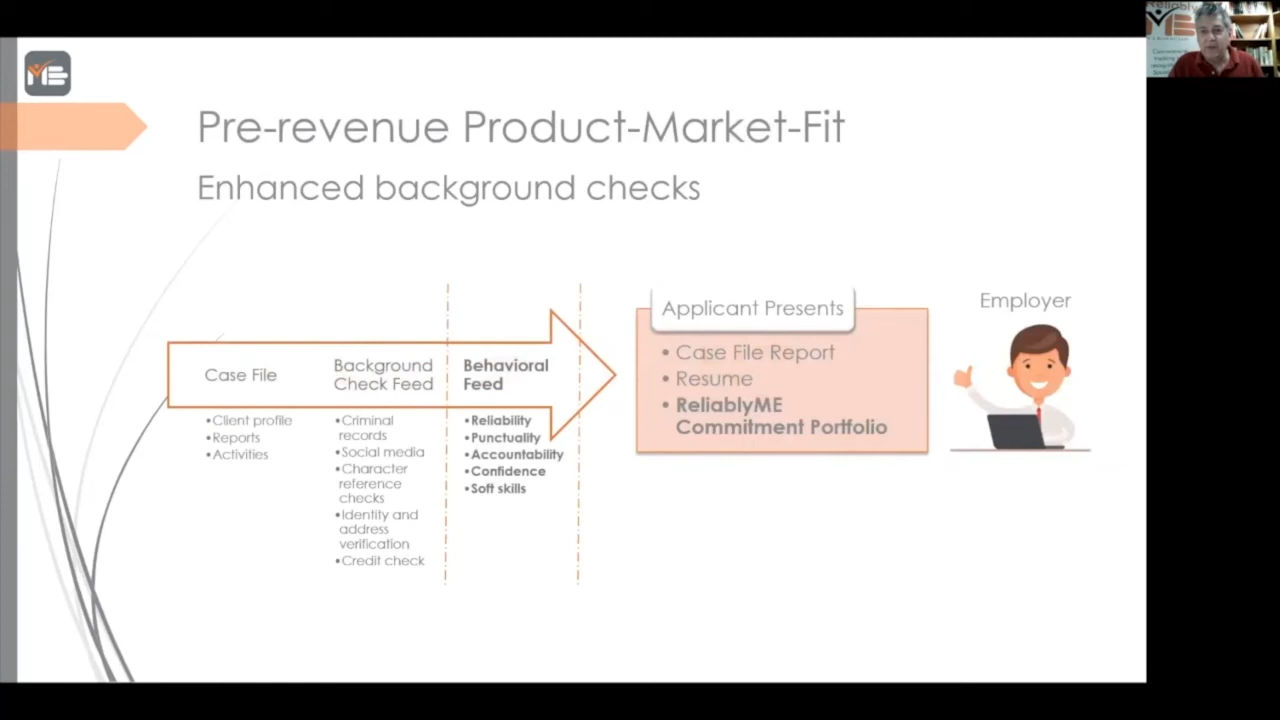 ME
Pre-revenue Product-Market-Fit
Enhanced background checks
Case File
•Client profile
•Reports
•Activities
Background
Check Feed
•Criminal
records
•Social media
•Character
reference
checks
•Identity and
address
verification
•Credit check
Behavioral
Feed
•Reliability
•Punctuality
•Accountability
•Confidence
•Soft skills
Applicant Presents
• Case File Report
• Resume
• ReliablyME
Commitment Portfolio
Employer